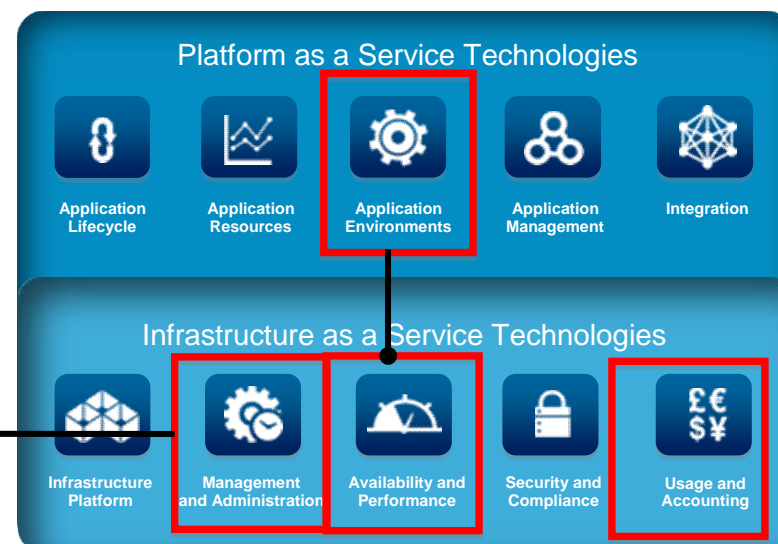 Platform as a Service Technologies
Application
Lifecycle
Application
Resources
Application
Environments
Application
Management
Integration
Infrastructure as a Service Technologies
£€
$¥
Infrastructure
Platform
Management
and Administration
Availability and
Performance
Security and
Compliance
Usage and
Accounting